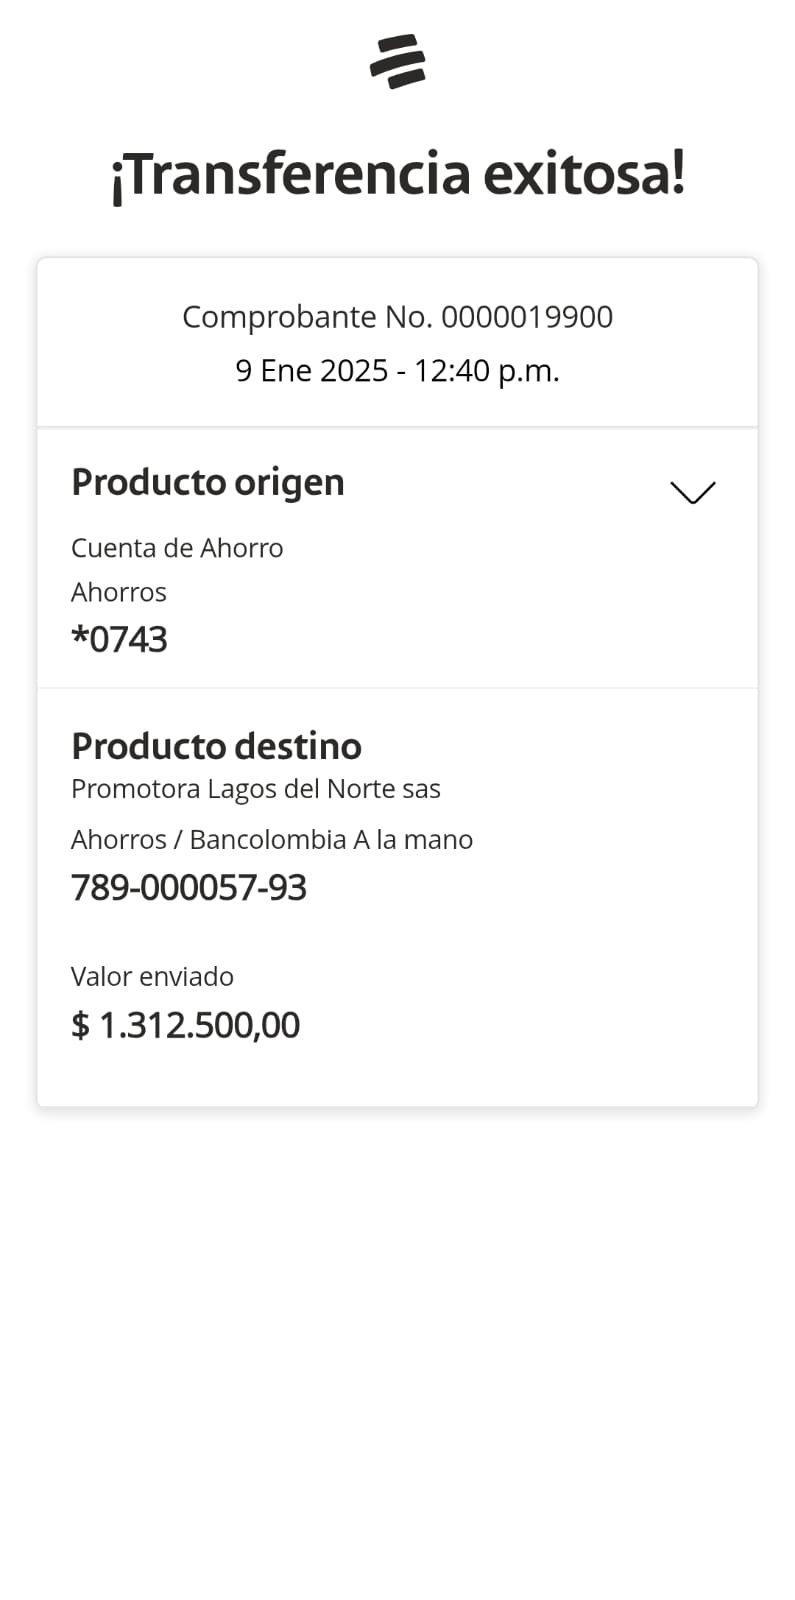 ¡Transferencia exitosa!
Comprobante No. 0000019900
9 Ene 2025 - 12:40 p.m.
Producto origen
Cuenta de Ahorro
Ahorros
*0743
Producto destino
Promotora Lagos del Norte sas
Ahorros / Bancolombia A la mano
789-000057-93
Valor enviado
$ 1.312.500,00